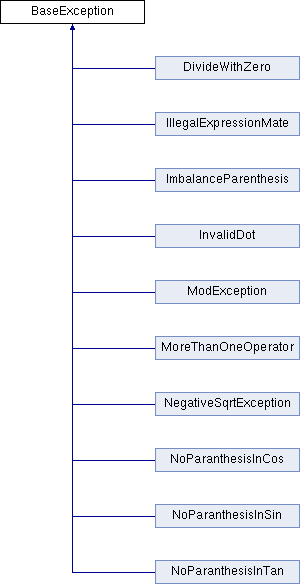 BaseException
DivideWithZero
IllegalExpressionMate
ImbalanceParenthesis
InvalidDot
ModException
MoreThanOneOperator
NegativeSqrtException
NoParanthesisInCos
NoParanthesisInSin
NoParanthesisInTan